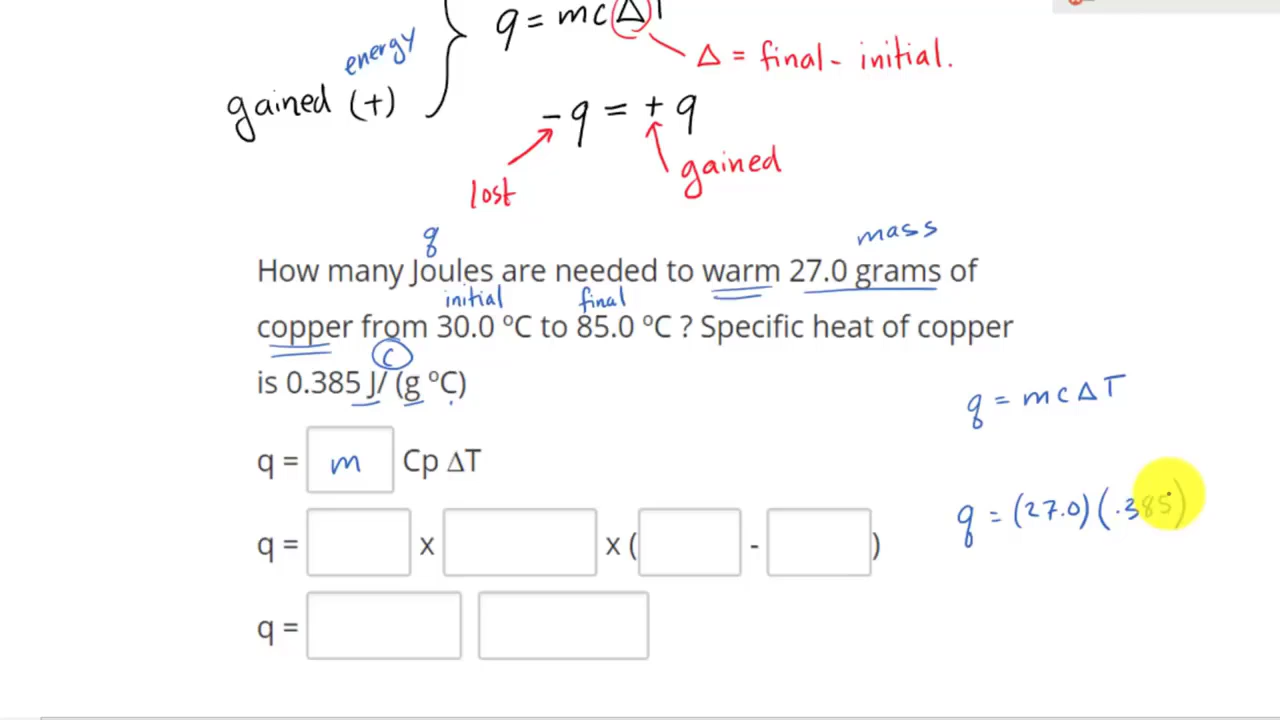 q = mc ΔT
energy
Δ = final - initial.
gained (+)
- q = + q
gained
lost
q
mass
How many Joules are needed to warm 27.0 grams of
initial final
copper from 30.0 ºC to 85.0 ºC ? Specific heat of copper
c
is 0.385 J/ (g ºC)
q = mcΔT
q = m Cp ΔT
q = (27.0) (.385)
q = x x ( - )
q =